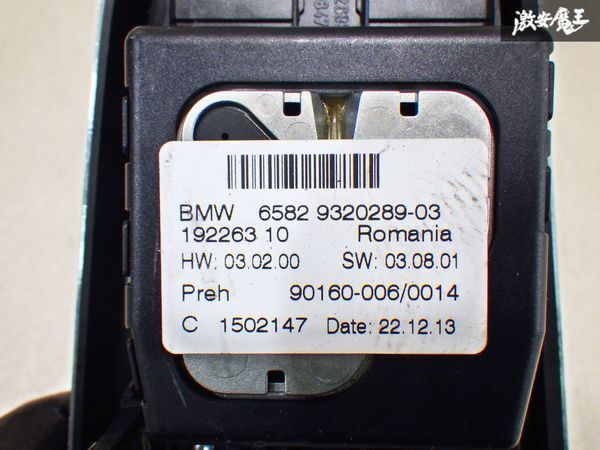 激安魔王
BMW 6582 9320289-03
192263 10 Romania
HW: 03.02.00 SW: 03.08.01
Preh 90160-006/0014
C 1502147 Date: 22.12.13